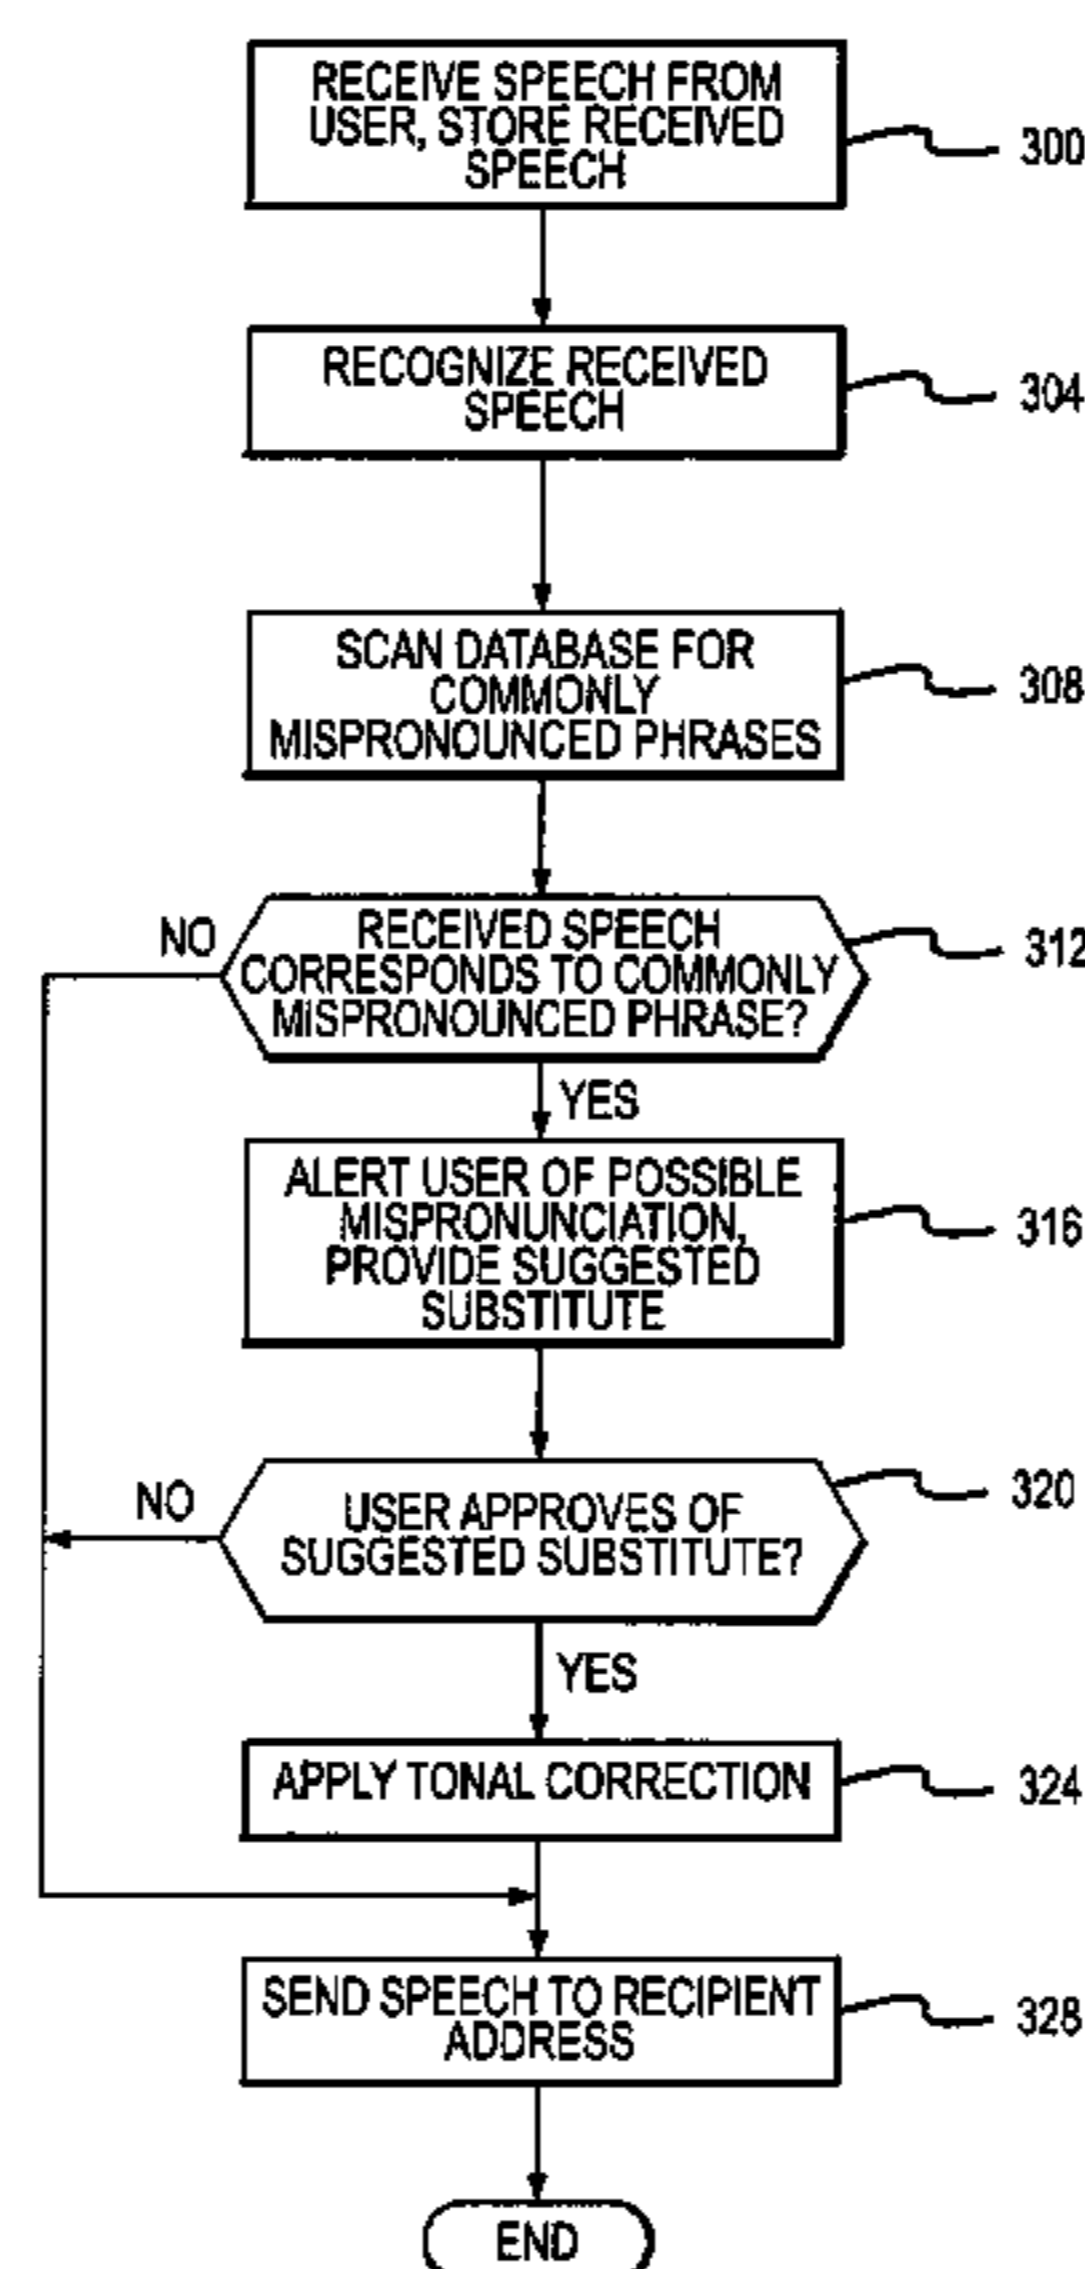 RECEIVE SPEECH FROM
USER, STORE RECEIVED
SPEECH
300
RECOGNIZE RECEIVED
SPEECH
304
SCAN DATABASE FOR
COMMONLY
MISPRONOUNCED PHRASES
308
NO
RECEIVED SPEECH
CORRESPONDS TO COMMONLY
MISPRONOUNCED PHRASE?
312
YES
ALERT USER OF POSSIBLE
MISPRONUNCIATION,
PROVIDE SUGGESTED
SUBSTITUTE
316
NO
USER APPROVES OF
SUGGESTED SUBSTITUTE?
320
YES
APPLY TONAL CORRECTION
324
SEND SPEECH TO RECIPIENT
ADDRESS
328
END